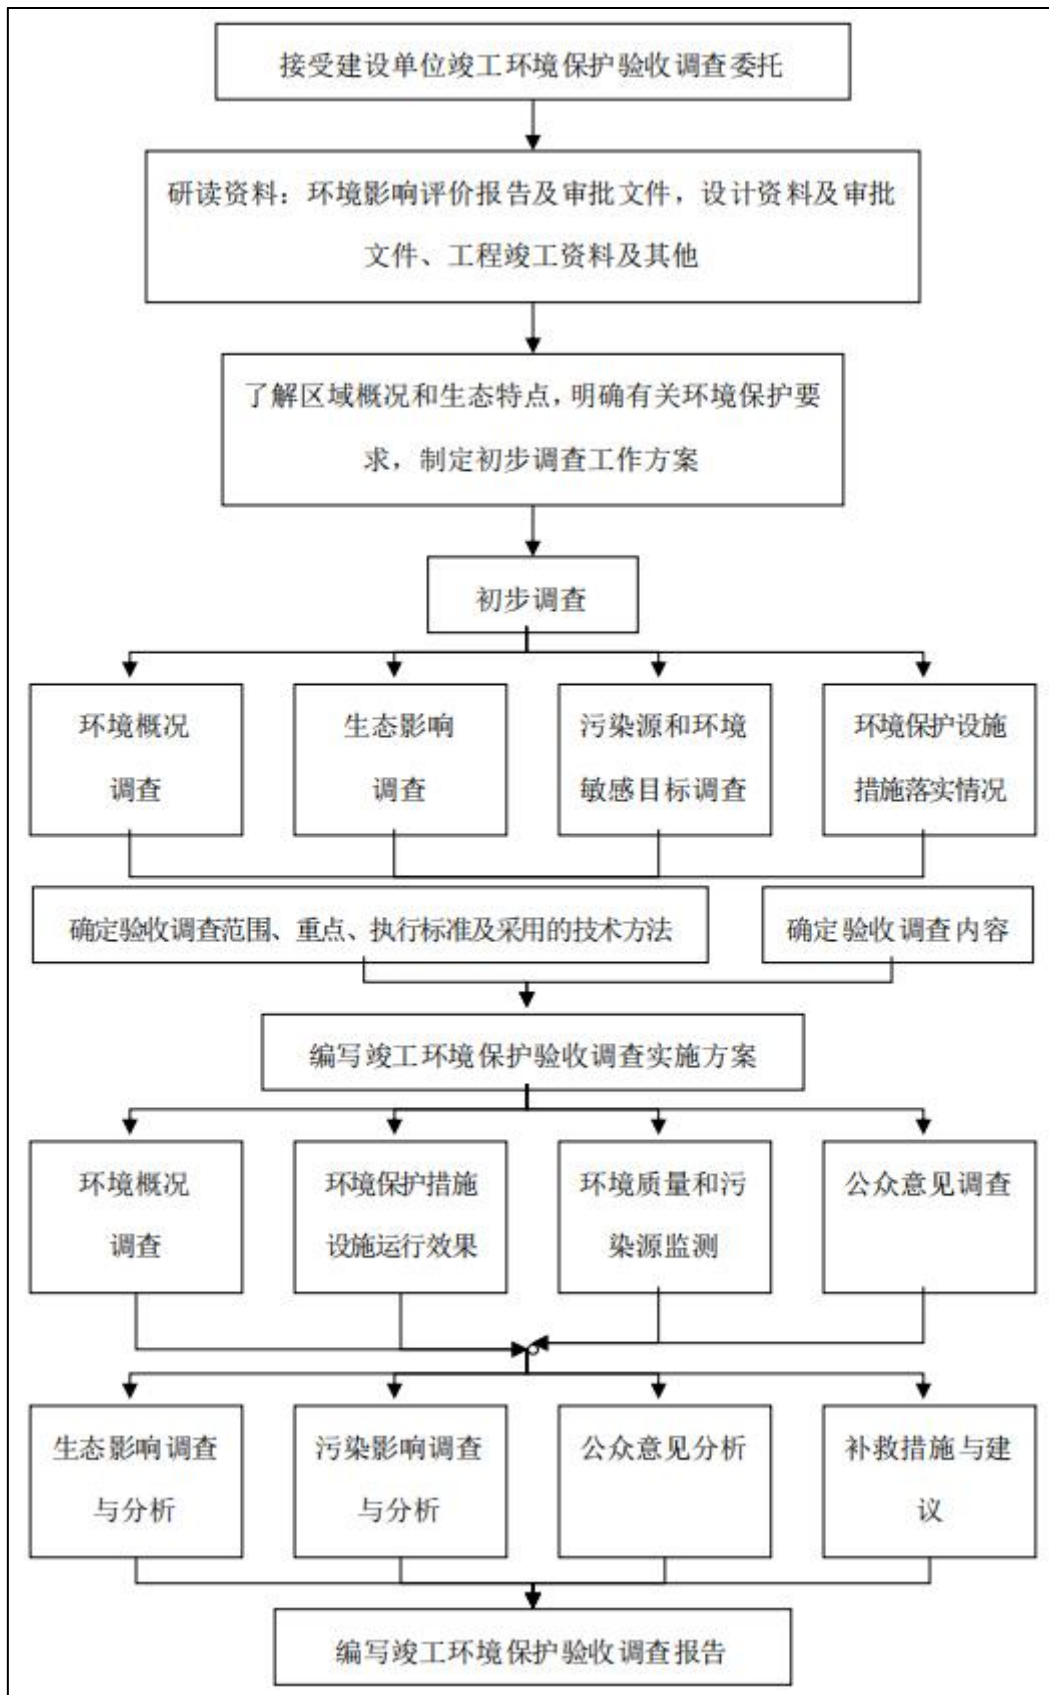 接受建设单位竣工环境保护验收调查委托
研读资料：环境影响评价报告及审批文件，设计资料及审批
文件、工程竣工资料及其他
了解区域概况和生态特点，明确有关环境保护要
求，制定初步调查工作方案
初步调查
环境概况
调查
生态影响
调查
污染源和环境
敏感目标调查
环境保护设施
措施落实情况
确定验收调查范围、重点、执行标准及采用的技术方法
确定验收调查内容
编写竣工环境保护验收调查实施方案
环境概况
调查
环境保护措施
设施运行效果
环境质量和污
染源监测
公众意见调查
生态影响调查
与分析
污染影响调查
与分析
公众意见分析
补救措施与建
议
编写竣工环境保护验收调查报告